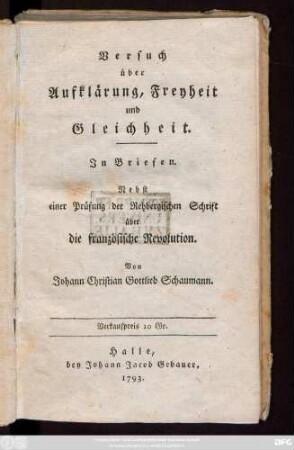 Versuch
über
Aufklärung, Freyheit
und
Gleichheit.
In Briefen.
Nebst
einer Prüfung der Rehbergischen Schrift
über
die französische Revolution.
Von
Johann Christian Gottlieb Schaumann.
Verkaufpreis 20 Gr.
Halle,
bey Johann Jacob Gebauer,
1793.